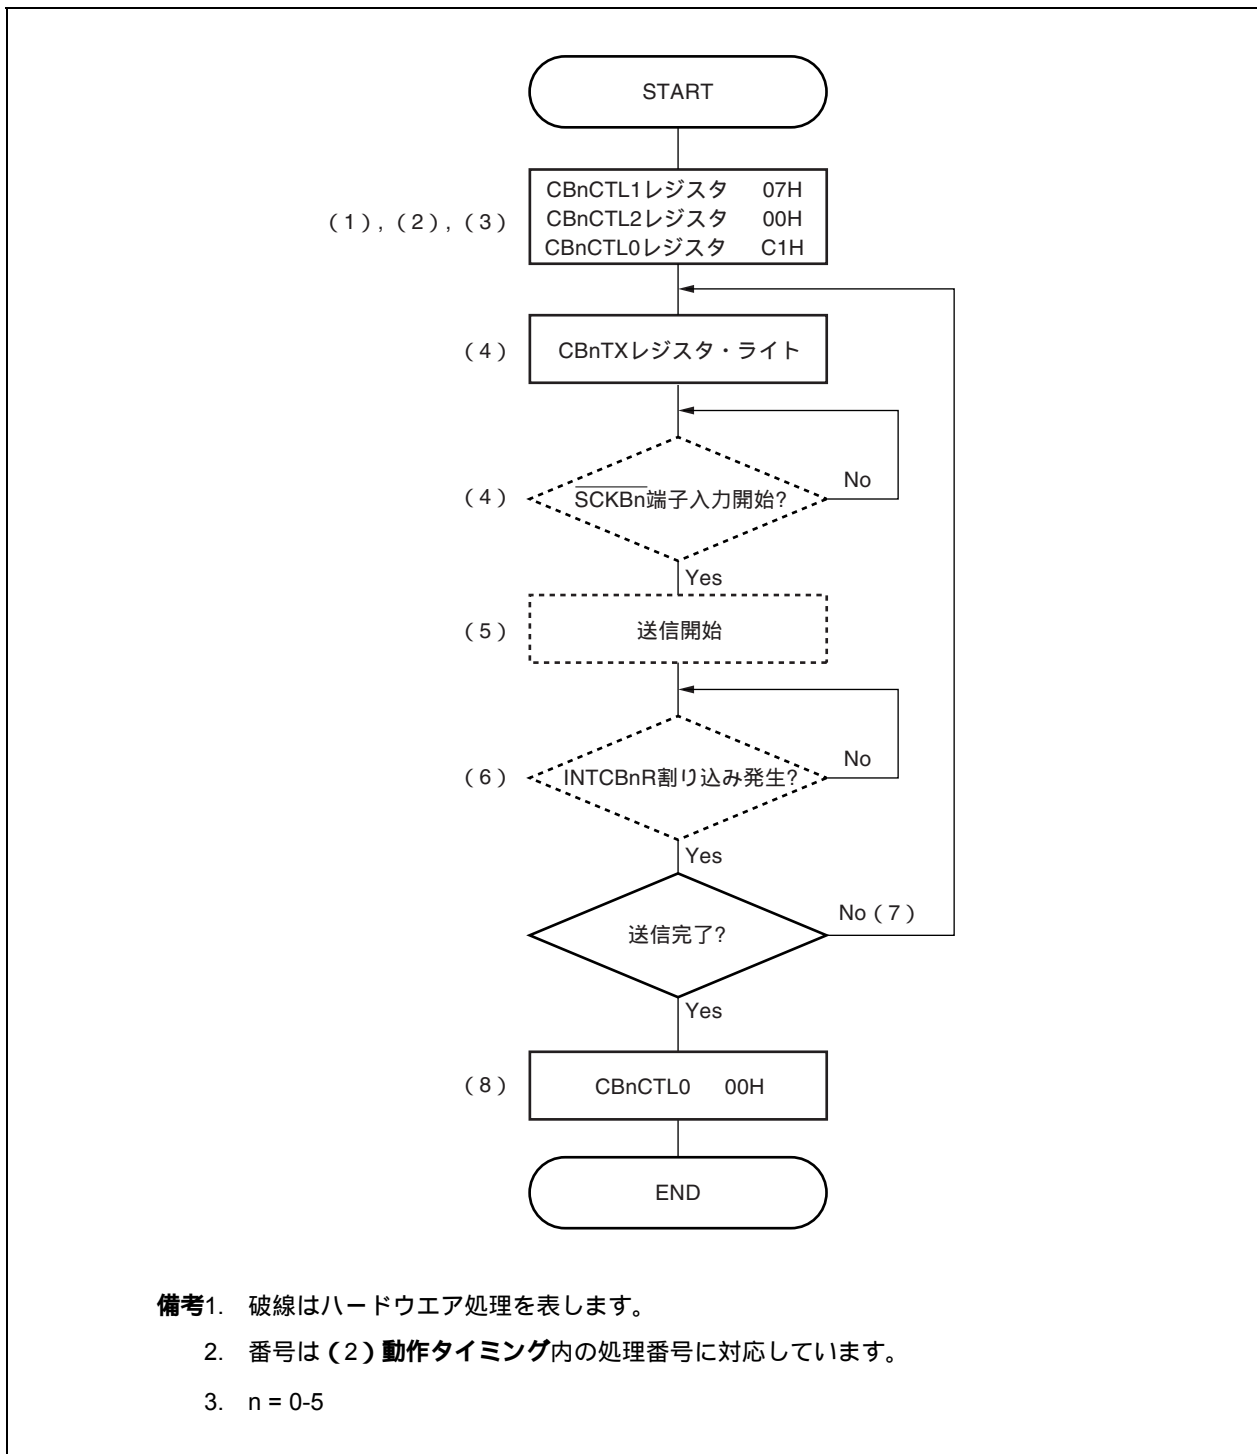 START
(1), (2), (3)
CBnCTL1レジスタ 07H
CBnCTL2レジスタ 00H
CBnCTL0レジスタ C1H
(4)
CBnTXレジスタ・ライト
(4)
SCKBn端子入力開始?
No
Yes
(5)
送信開始
(6)
INTCBnR割り込み発生?
No
Yes
送信完了?
No(7)
Yes
(8)
CBnCTL0 00H
END
備考1. 破線はハードウエア処理を表します。
2. 番号は(2)動作タイミング内の処理番号に対応しています。
3. n = 0-5